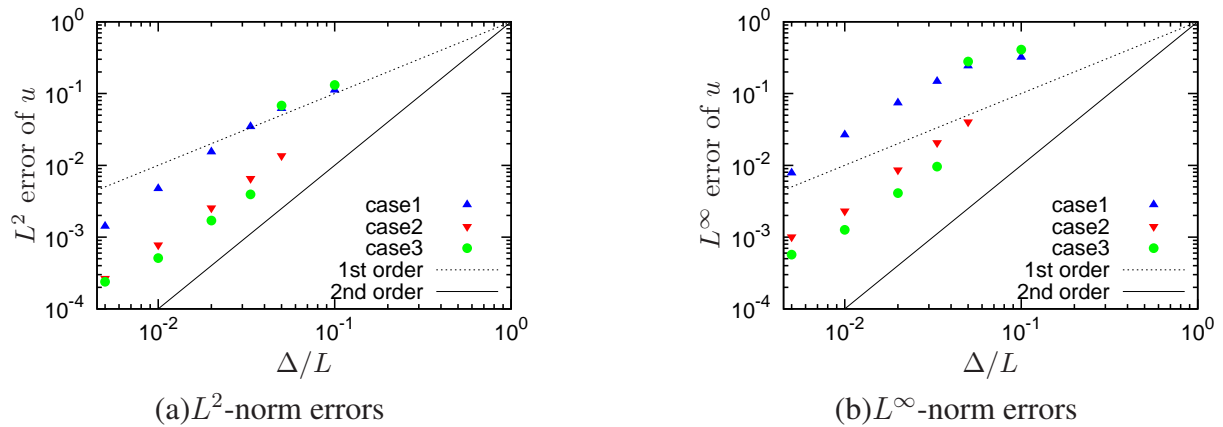 10^0
10^-1
10^-2
10^-3
10^-4
L^2 error of u
case1
case2
case3
1st order
2nd order
10^-2
10^-1
10^0
Δ/L
(a)L^2-norm errors
10^0
10^-1
10^-2
10^-3
10^-4
L^∞ error of u
case1
case2
case3
1st order
2nd order
10^-2
10^-1
10^0
Δ/L
(b)L^∞-norm errors